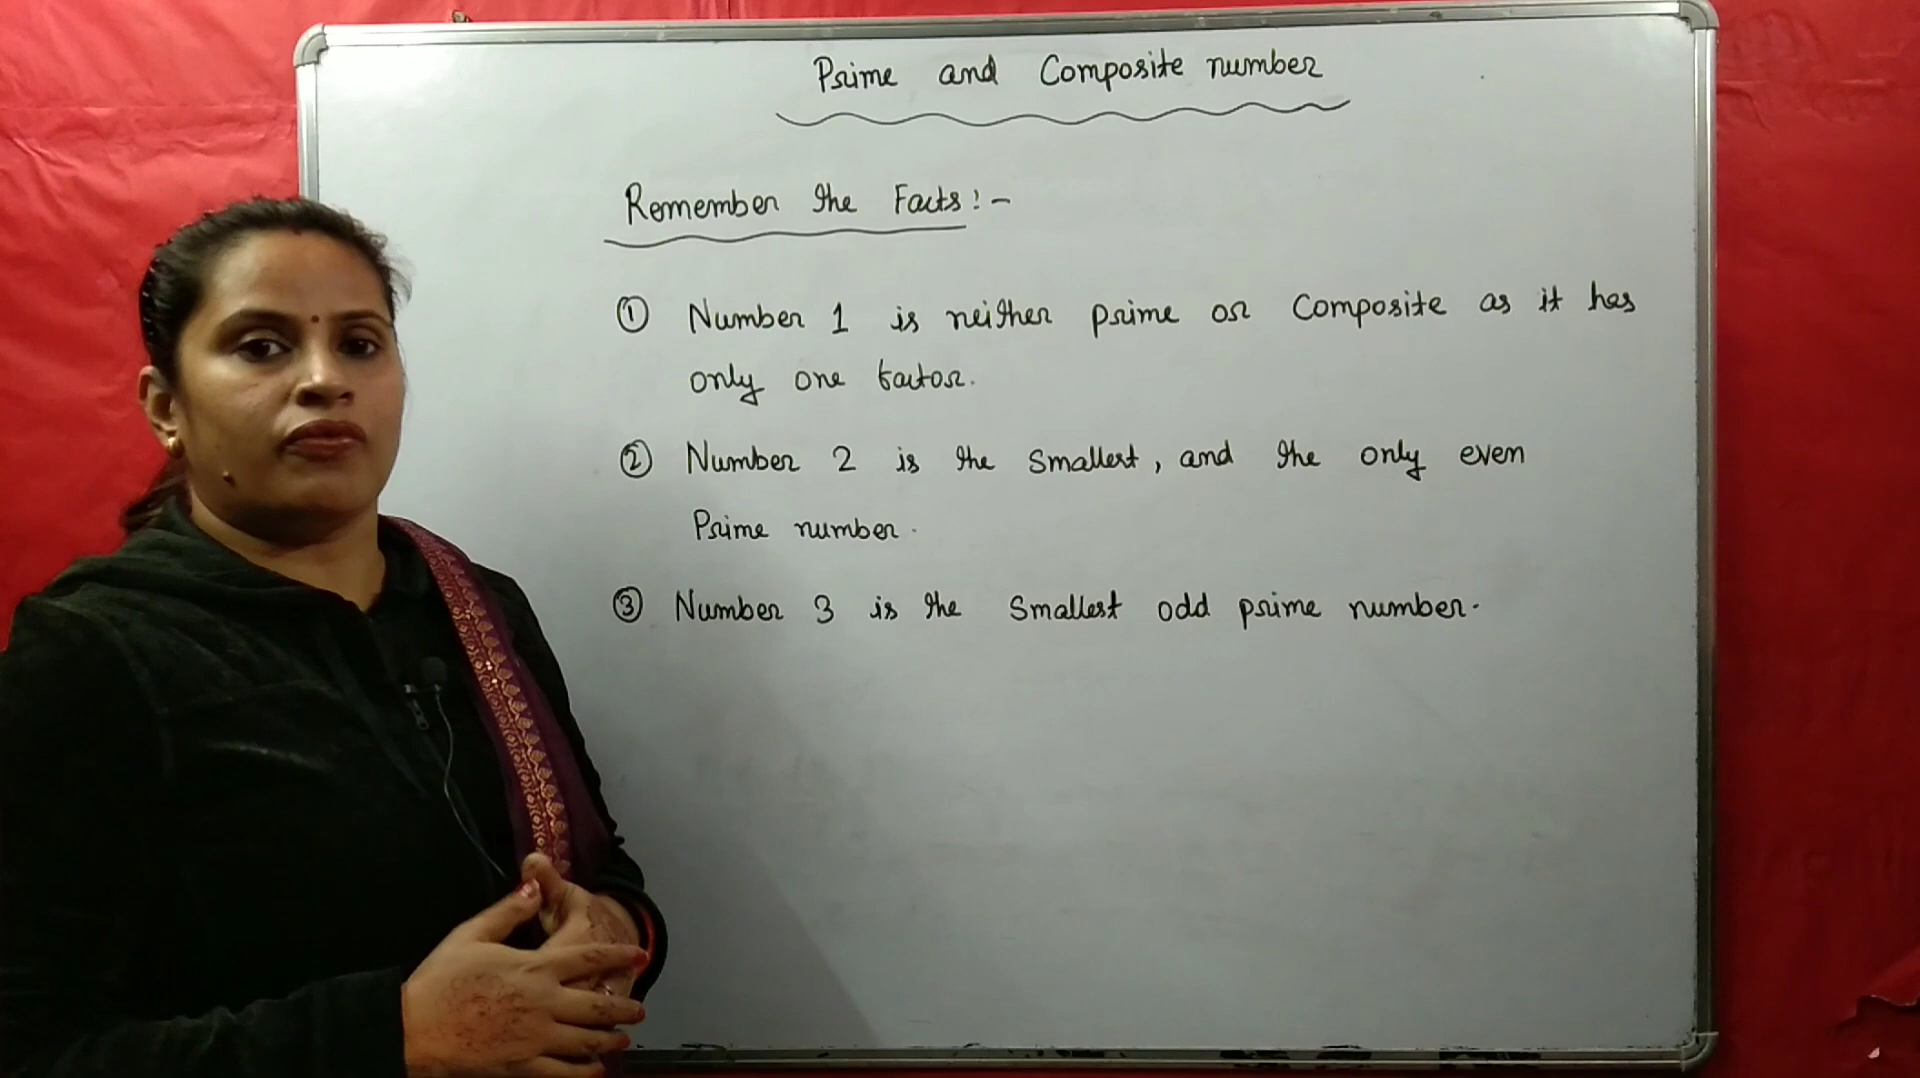 Prime and Composite number
Remember the Facts:-
① Number 1 is neither prime or Composite as it has
only one factor.
② Number 2 is the smallest, and the only even
Prime number.
③ Number 3 is the Smallest odd prime number.